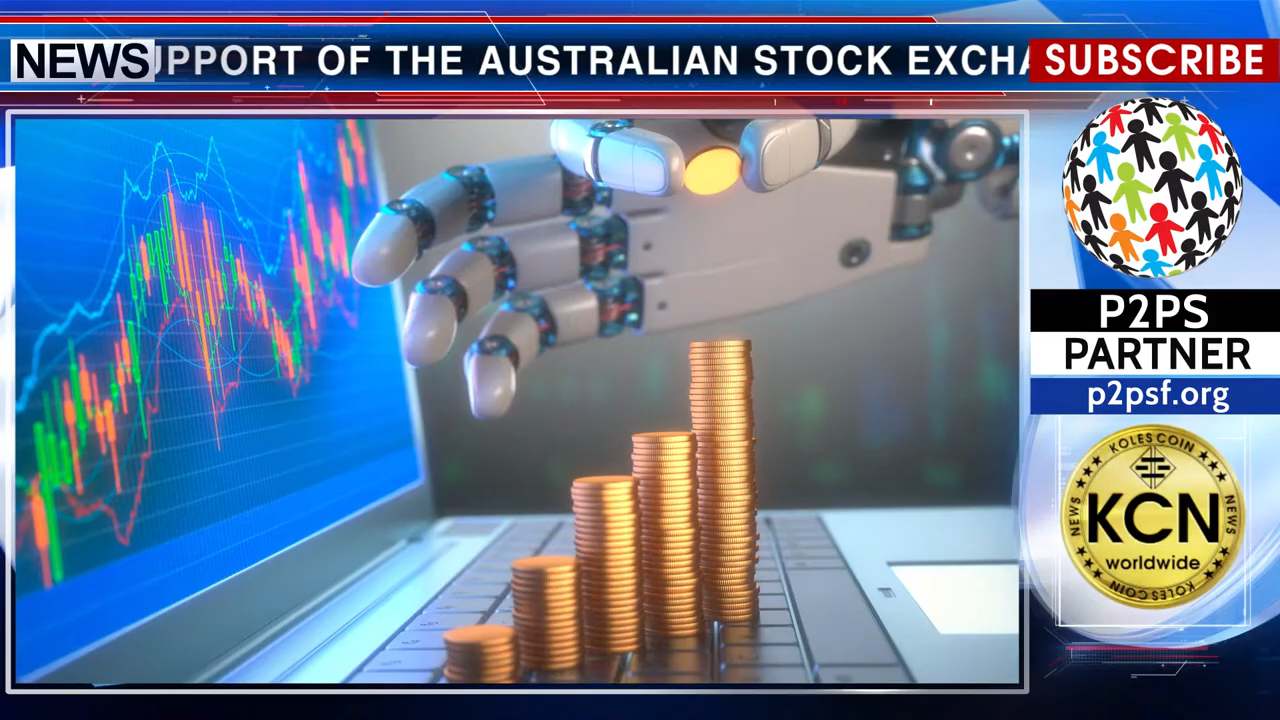 NEWS
UPPORT OF THE AUSTRALIAN STOCK EXCHA
SUBSCRIBE
P2PS
PARTNER
p2psf.org
KOLES COIN
NEWS
KCN
NEWS
worldwide
KOLES COIN